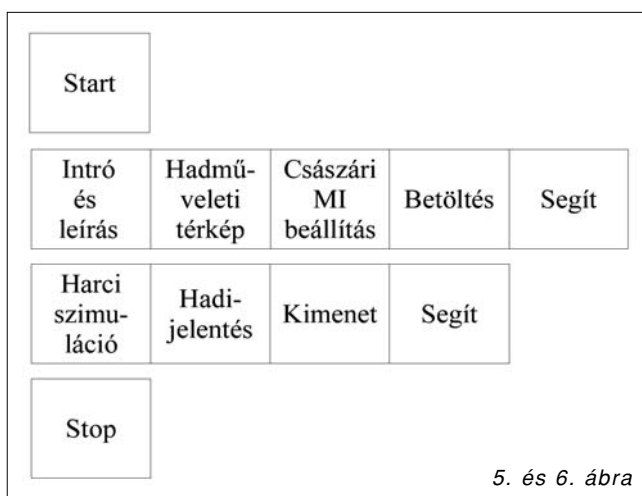 Start
Intró
és
leírás
Hadmű-
veleti
térkép
Császári
MI
beállítás
Betöltés
Segít
Harci
szimu-
láció
Hadi-
jelentés
Kimenet
Segít
Stop
5. és 6. ábra